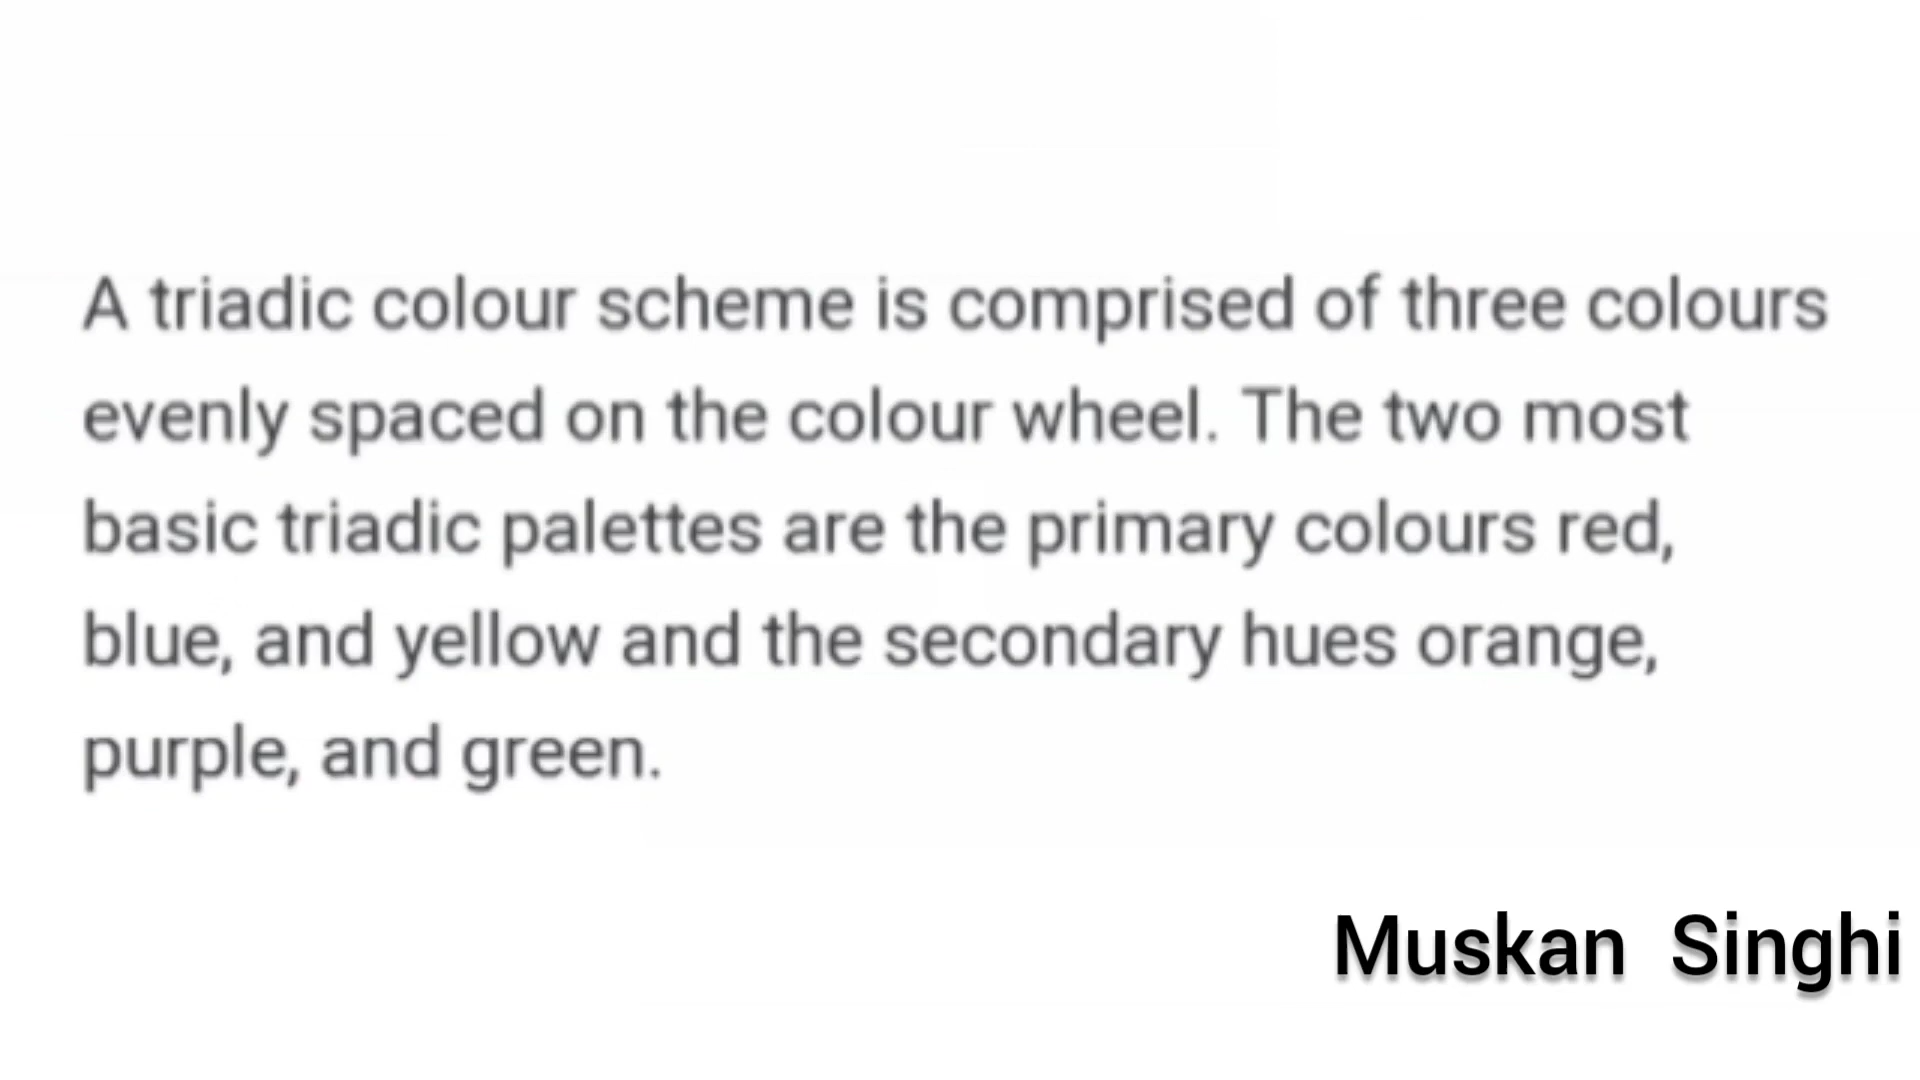 A triadic colour scheme is comprised of three colours
evenly spaced on the colour wheel. The two most
basic triadic palettes are the primary colours red,
blue, and yellow and the secondary hues orange,
purple, and green.
Muskan Singhi